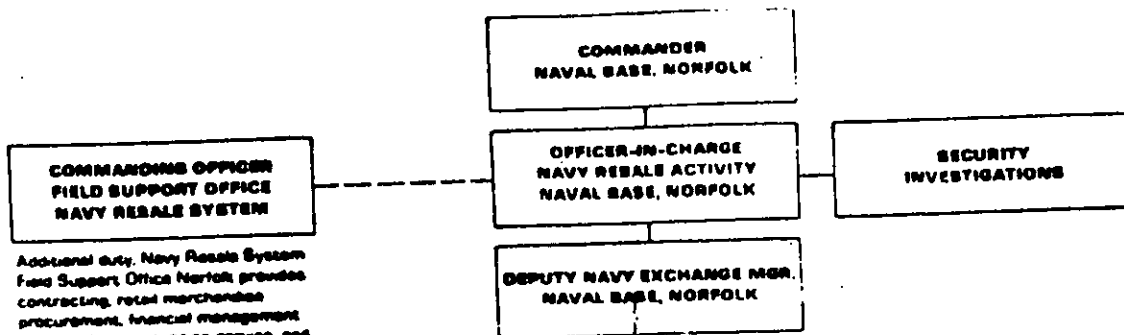 COMMANDER
NAVAL BASE, NORFOLK
COMMANDING OFFICER
FIELD SUPPORT OFFICE
NAVY RESALE SYSTEM
OFFICER-IN-CHARGE
NAVY RESALE ACTIVITY
NAVAL BASE, NORFOLK
SECURITY
INVESTIGATIONS
Additional duty, Navy Resale System
Field Support Office Norfolk provides
contracting, retail merchandise
procurement, financial management
DEPUTY NAVY EXCHANGE MGR.
NAVAL BASE, NORFOLK